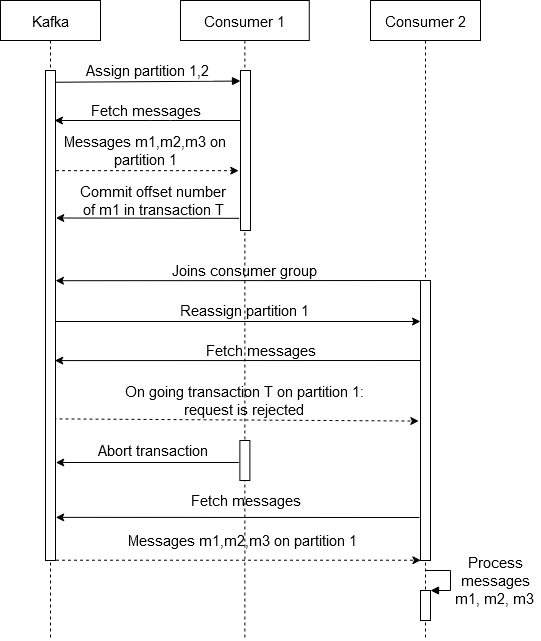 Kafka
Consumer 1
Consumer 2
Assign partition 1,2
Fetch messages
Messages m1,m2,m3 on
partition 1
Commit offset number
of m1 in transaction T
Joins consumer group
Reassign partition 1
Fetch messages
On going transaction T on partition 1:
request is rejected
Abort transaction
Fetch messages
Messages m1,m2,m3 on partition 1
Process
messages
m1, m2, m3